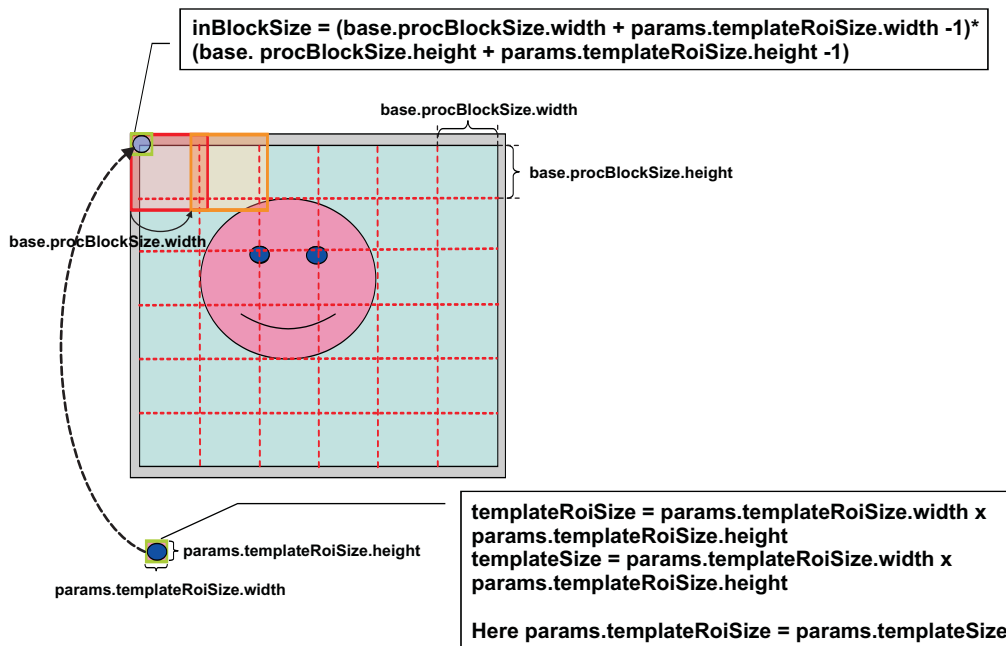 inBlockSize = (base.procBlockSize.width + params.templateRoiSize.width -1)*
(base. procBlockSize.height + params.templateRoiSize.height -1)
base.procBlockSize.width
base.procBlockSize.height
base.procBlockSize.width
params.templateRoiSize.height
params.templateRoiSize.width
templateRoiSize = params.templateRoiSize.width x
params.templateRoiSize.height
templateSize = params.templateRoiSize.width x
params.templateRoiSize.height
Here params.templateRoiSize = params.templateSize